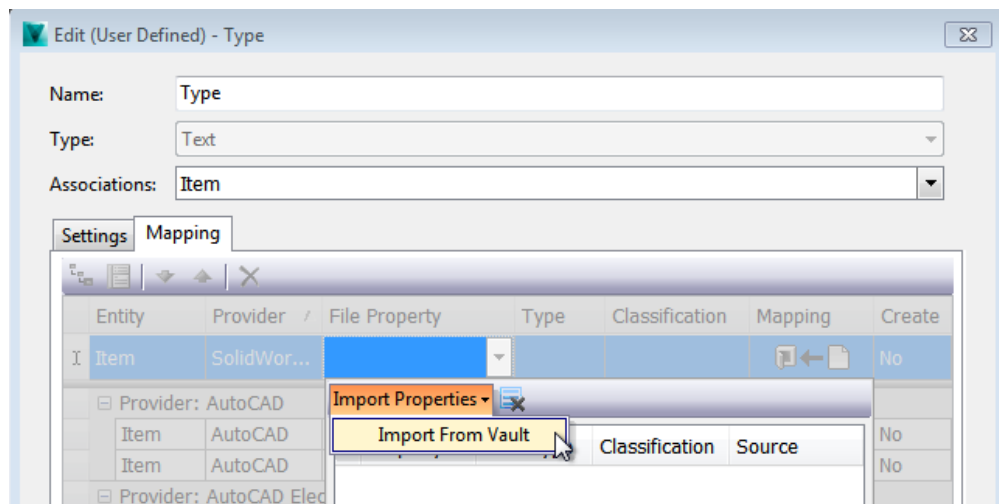 Edit (User Defined) - Type
Name: Type
Type: Text
Associations: Item
Settings Mapping
Entity Provider File Property Type Classification Mapping Create
Item SolidWor... No
Import Properties
Provider: AutoCAD
Import From Vault
Classification Source
Item AutoCAD No
Item AutoCAD No
Provider: AutoCAD Elec